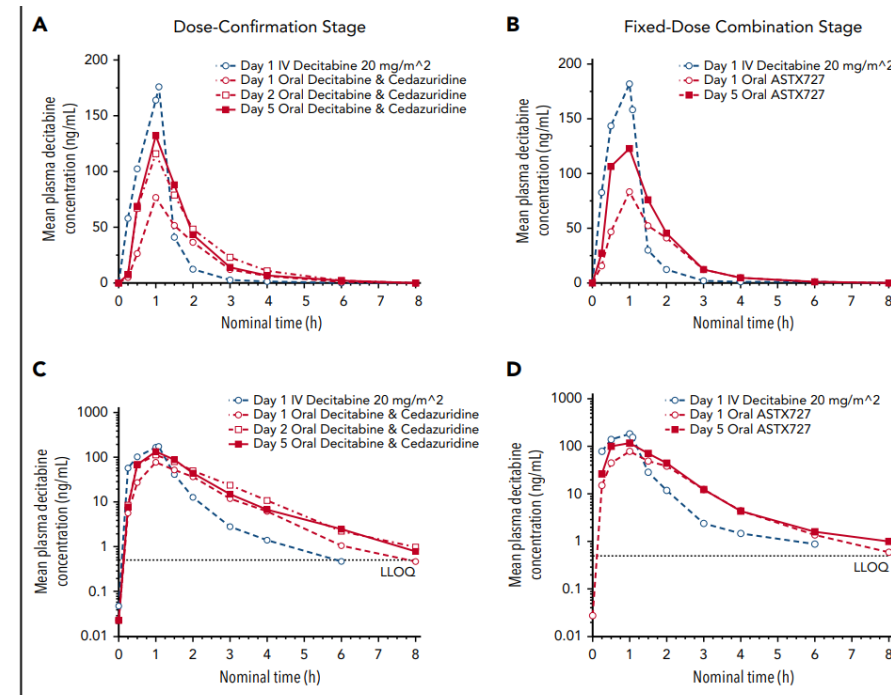 A
Dose-Confirmation Stage
Day 1 IV Decitabine 20 mg/m^2
Day 1 Oral Decitabine & Cedazuridine
Day 2 Oral Decitabine & Cedazuridine
Day 5 Oral Decitabine & Cedazuridine
Mean plasma decitabine
concentration (ng/mL)
200
150
100
50
0
0 1 2 3 4 5 6 7 8
Nominal time (h)
B
Fixed-Dose Combination Stage
Day 1 IV Decitabine 20 mg/m^2
Day 1 Oral ASTX727
Day 5 Oral ASTX727
Mean plasma decitabine
concentration (ng/mL)
200
150
100
50
0
0 1 2 3 4 5 6 7 8
Nominal time (h)
C
Day 1 IV Decitabine 20 mg/m^2
Day 1 Oral Decitabine & Cedazuridine
Day 2 Oral Decitabine & Cedazuridine
Day 5 Oral Decitabine & Cedazuridine
Mean plasma decitabine
concentration (ng/mL)
1000
100
10
1
0.1
0.01
LLOQ
0 1 2 3 4 5 6 7 8
Nominal time (h)
D
Day 1 IV Decitabine 20 mg/m^2
Day 1 Oral ASTX727
Day 5 Oral ASTX727
Mean plasma decitabine
concentration (ng/mL)
1000
100
10
1
0.1
0.01
LLOQ
0 1 2 3 4 5 6 7 8
Nominal time (h)